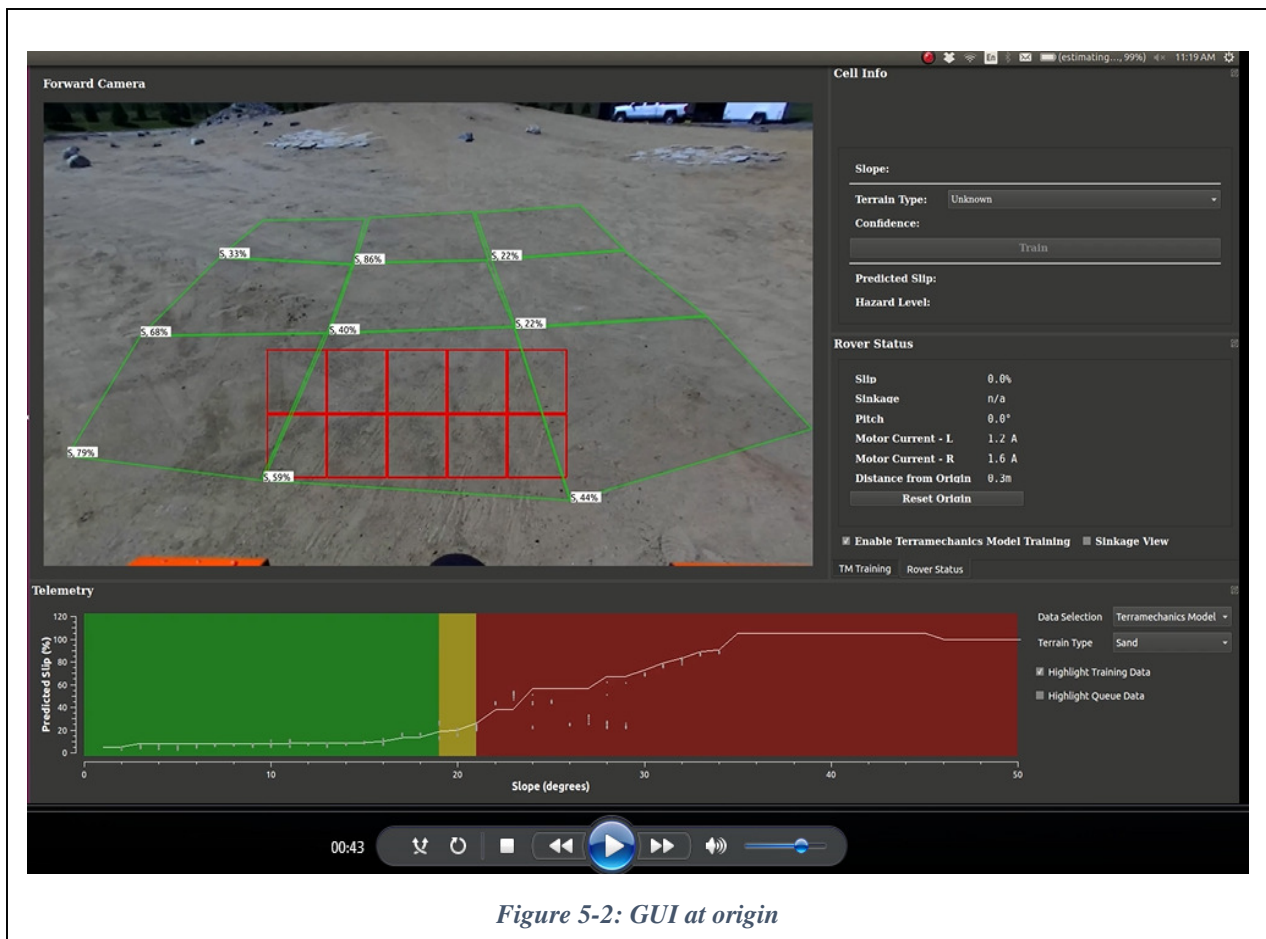 En (estimating..., 99%) 11:19 AM
Forward Camera
S, 33%
S, 86%
S, 22%
S, 68%
S, 40%
S, 22%
S, 79%
S, 59%
S, 44%
Cell Info
Slope:
Terrain Type: Unknown
Confidence:
Train
Predicted Slip:
Hazard Level:
Rover Status
Slip 0.0%
Sinkage n/a
Pitch 0.0°
Motor Current - L 1.2 A
Motor Current - R 1.6 A
Distance from Origin 0.3m
Reset Origin
Enable Terramechanics Model Training Sinkage View
TM Training Rover Status
Telemetry
Predicted Slip (%)
120
100
80
60
40
20
0
0 10 20 30 40 50
Slope (degrees)
Data Selection Terramechanics Model
Terrain Type Sand
Highlight Training Data
Highlight Queue Data
00:43
Figure 5-2: GUI at origin